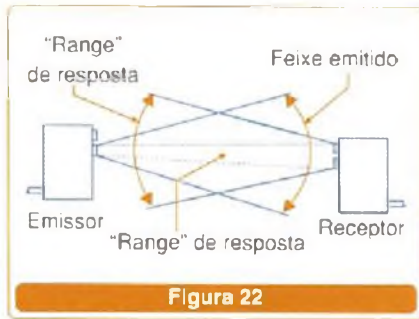 “Range”
de resposta
Feixe emitido
Emissor
“Range” de resposta
Receptor
Figura 22